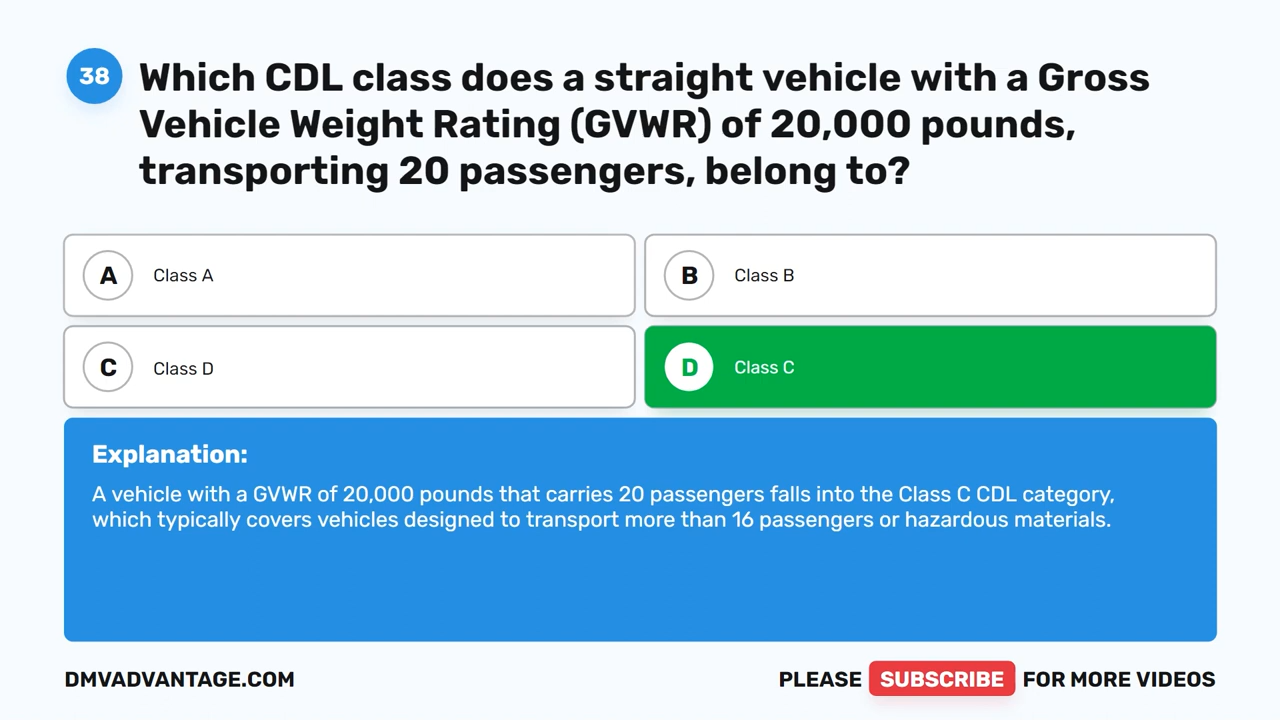 38
Which CDL class does a straight vehicle with a Gross
Vehicle Weight Rating (GVWR) of 20,000 pounds,
transporting 20 passengers, belong to?
A Class A
B Class B
C Class D
D Class C
Explanation:
A vehicle with a GVWR of 20,000 pounds that carries 20 passengers falls into the Class C CDL category,
which typically covers vehicles designed to transport more than 16 passengers or hazardous materials.
DMVADVANTAGE.COM
PLEASE SUBSCRIBE FOR MORE VIDEOS